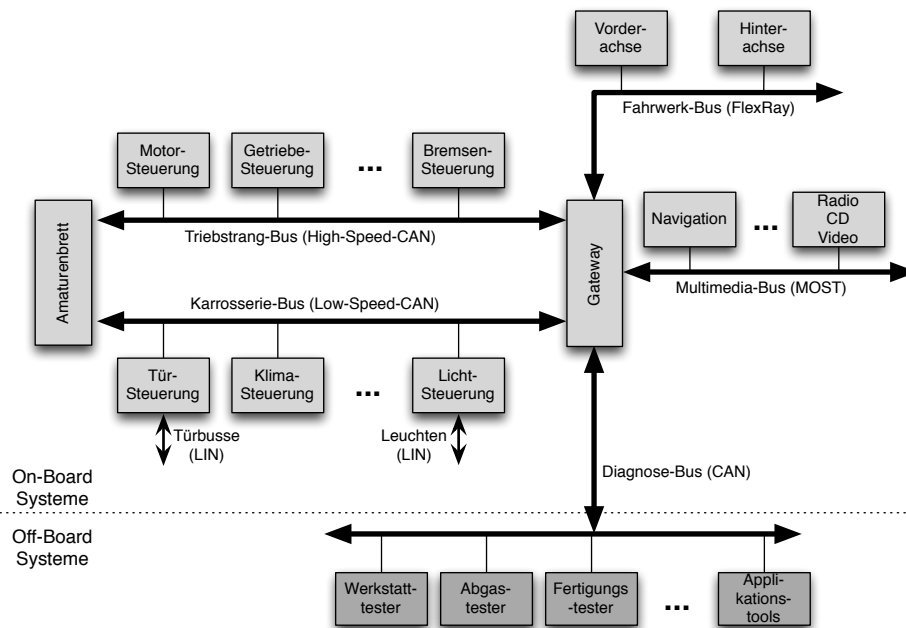 Vorder-
achse
Hinter-
achse
Fahrwerk-Bus (FlexRay)
Motor-
Steuerung
Getriebe-
Steuerung
...
Bremsen-
Steuerung
Amaturenbrett
Triebstrang-Bus (High-Speed-CAN)
Gateway
Navigation
...
Radio
CD
Video
Multimedia-Bus (MOST)
Karrosserie-Bus (Low-Speed-CAN)
Tür-
Steuerung
Klima-
Steuerung
...
Licht-
Steuerung
Türbusse
(LIN)
Leuchten
(LIN)
Diagnose-Bus (CAN)
On-Board
Systeme
Off-Board
Systeme
Werkstatt-
tester
Abgas-
tester
Fertigungs
-tester
...
Appli-
kations-
tools